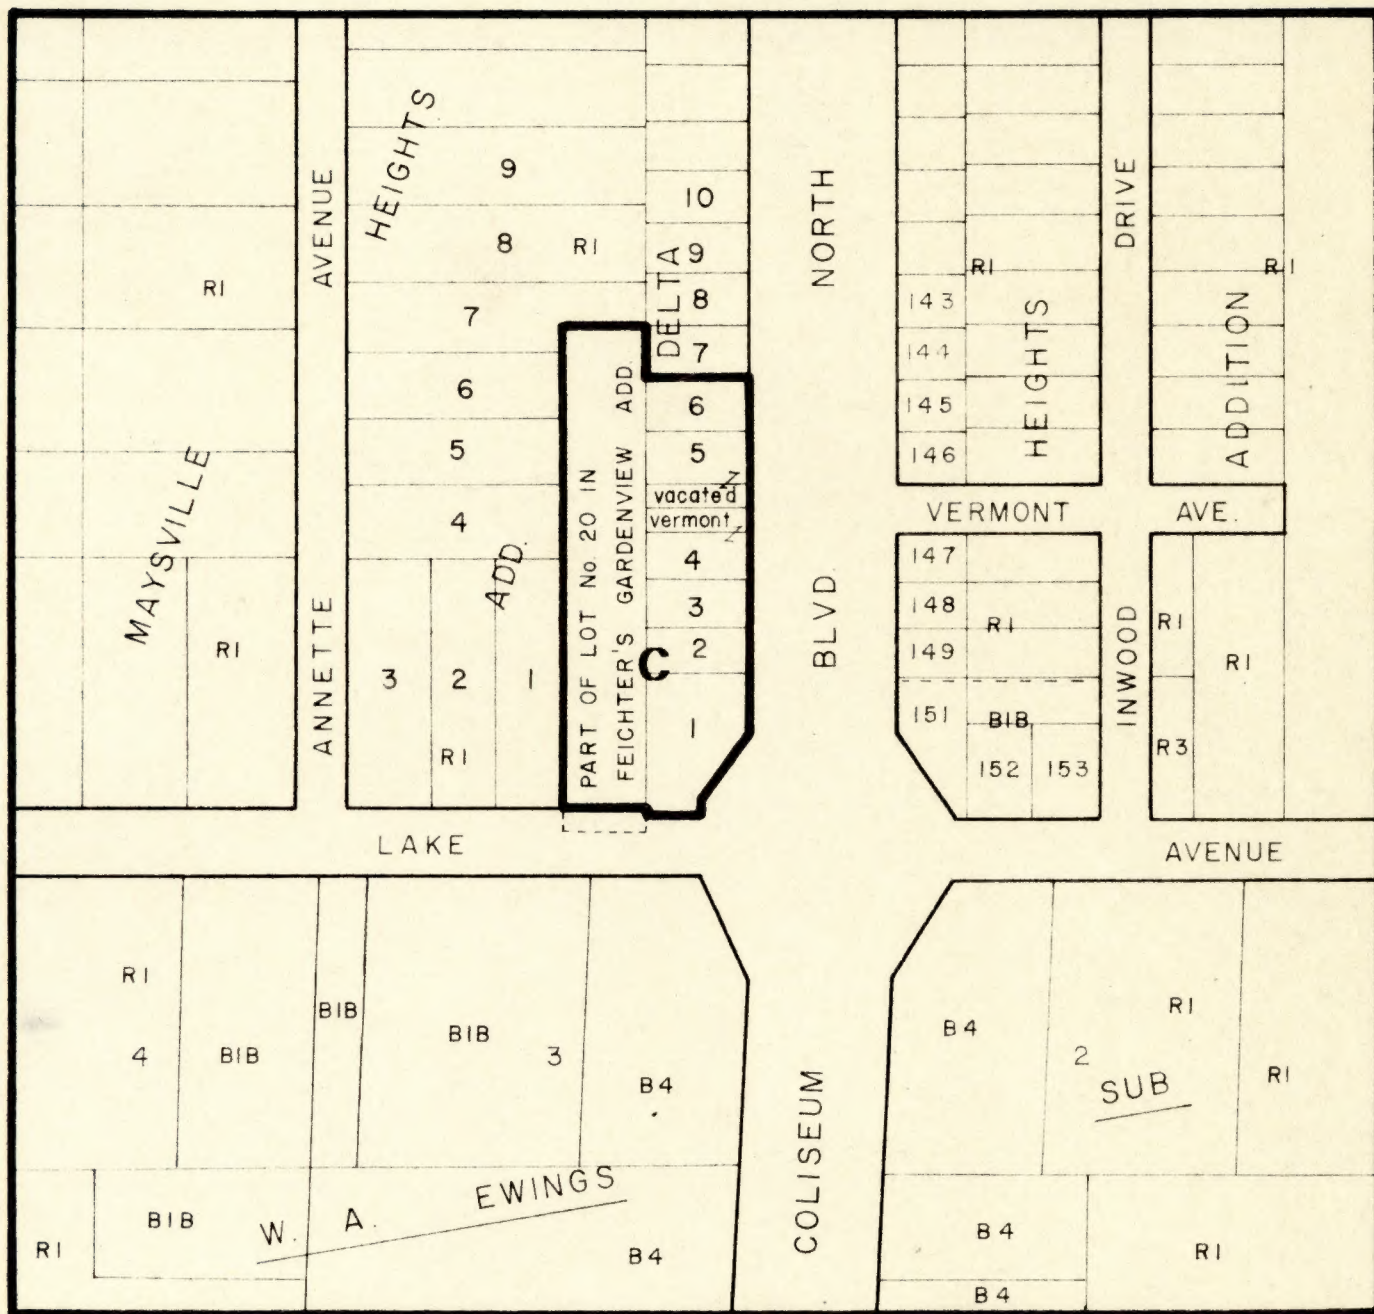 HEIGHTS
9
8
R1
7
6
5
4
ADD.
3
2
1
R1
AVENUE
ANNETTE
R1
MAYSVILLE
R1
PART OF LOT No. 20 IN
FEICHTER'S GARDENVIEW ADD.
C
DELTA
10
9
8
7
6
5
vacated
vermont
4
3
2
1
NORTH
BLVD.
COLISEUM
143
144
145
146
R1
HEIGHTS
DRIVE
INWOOD
R1
ADDITION
VERMONT AVE.
147
148
149
151
R1
B1B
152
153
R1
R3
R1
LAKE AVENUE
R1
4
B1B
B1B
B1B
3
B4
R1
B1B
W. A. EWINGS
B4
B4
2
R1
SUB
R1
B4
R1
B4